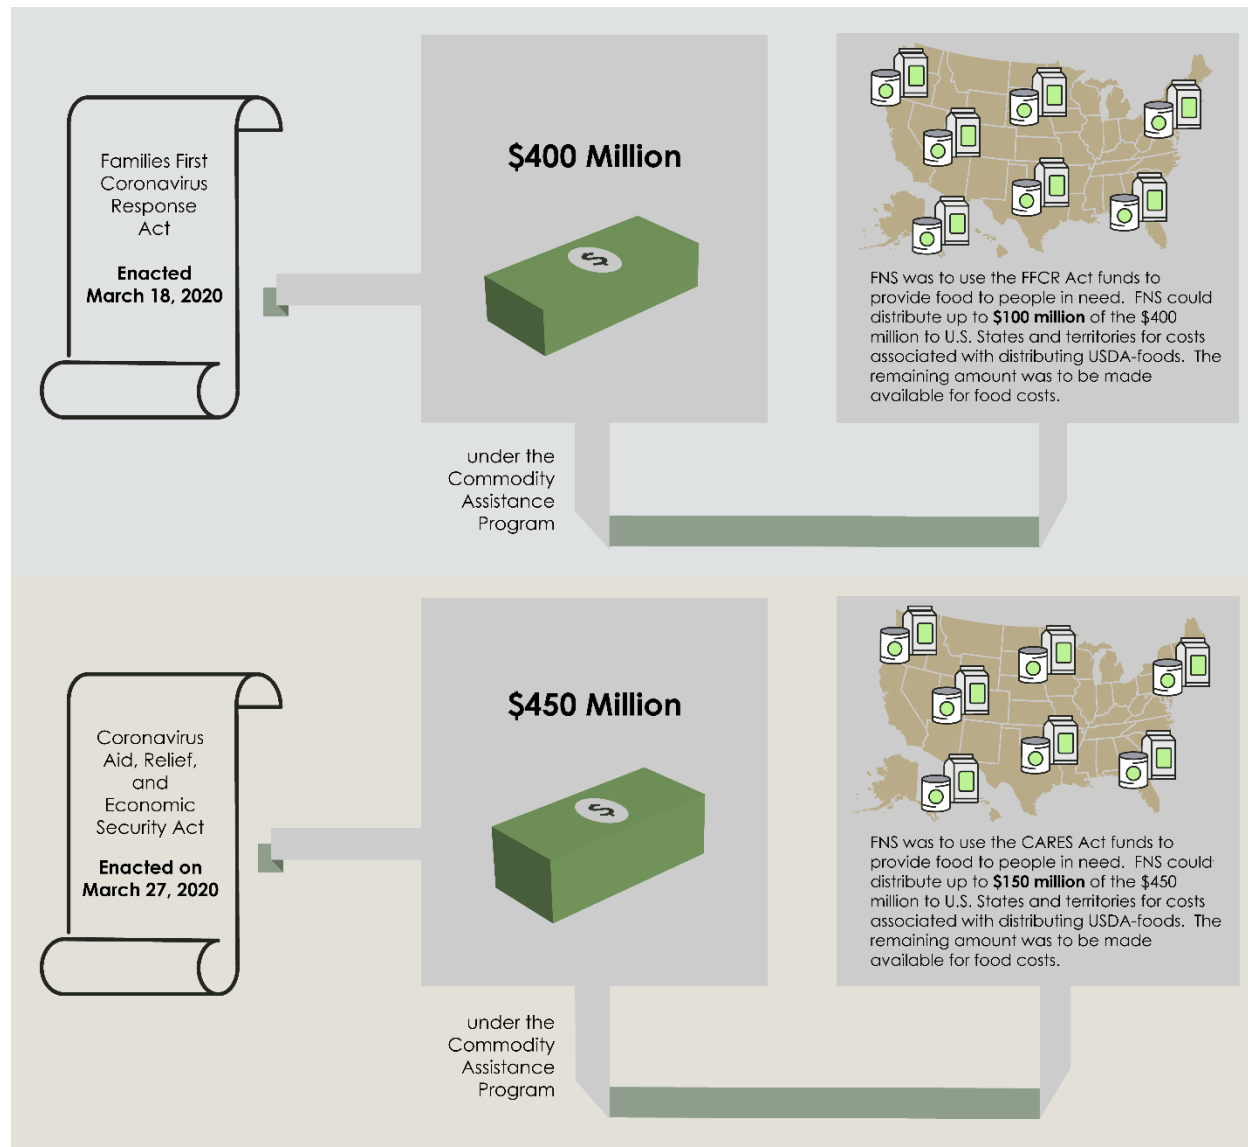 Families First
Coronavirus
Response
Act
Enacted
March 18, 2020
$400 Million
$
under the
Commodity
Assistance
Program
FNS was to use the FFCR Act funds to
provide food to people in need.  FNS could
distribute up to $100 million of the $400
million to U.S. States and territories for costs
associated with distributing USDA-foods.  The
remaining amount was to be made
available for food costs.
Coronavirus
Aid, Relief,
and
Economic
Security Act
Enacted on
March 27, 2020
$450 Million
$
under the
Commodity
Assistance
Program
FNS was to use the CARES Act funds to
provide food to people in need.  FNS could
distribute up to $150 million of the $450
million to U.S. States and territories for costs
associated with distributing USDA-foods.  The
remaining amount was to be made
available for food costs.